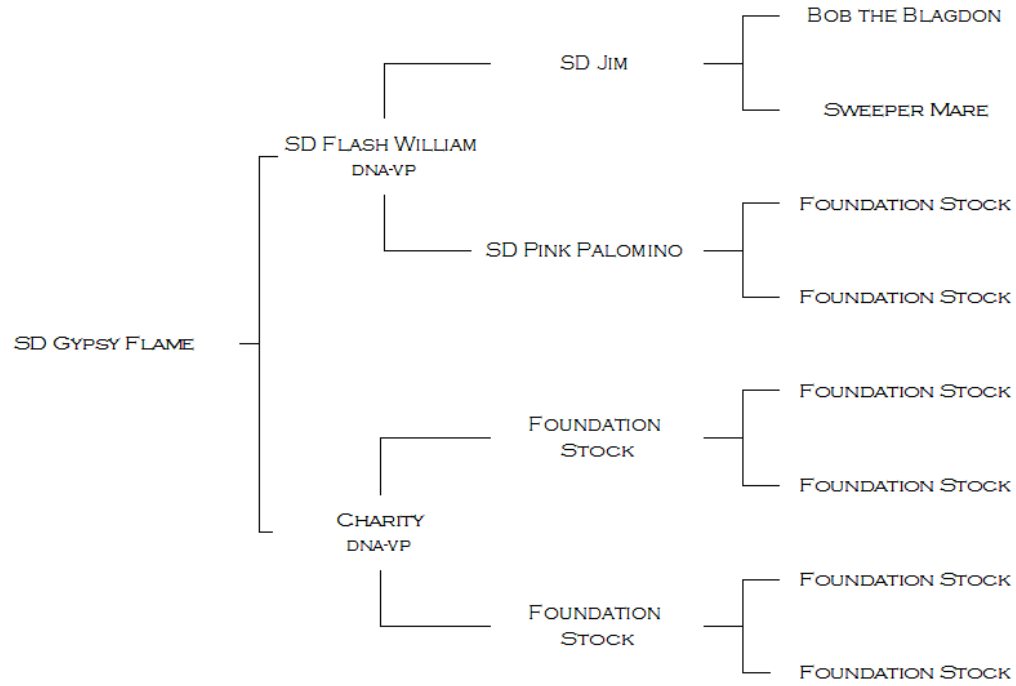 Bob the Blagdon
SD Jim
Sweeper Mare
SD Flash William
DNA-VP
Foundation Stock
SD Pink Palomino
Foundation Stock
SD Gypsy Flame
Foundation Stock
Foundation
Stock
Foundation Stock
Charity
DNA-VP
Foundation Stock
Foundation
Stock
Foundation Stock